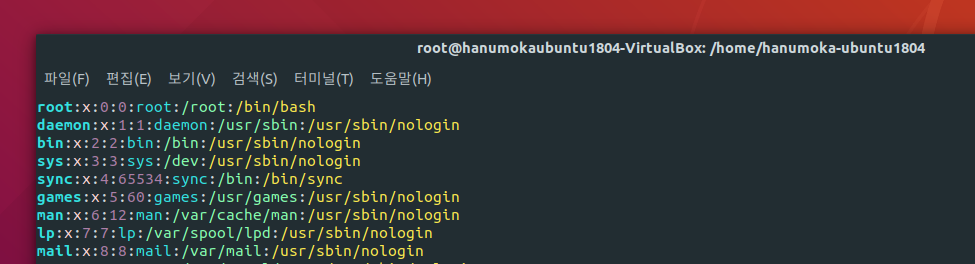 root@hanumokaubuntu1804-VirtualBox: /home/hanumoka-ubuntu1804
파일(F) 편집(E) 보기(V) 검색(S) 터미널(T) 도움말(H)
root:x:0:0:root:/root:/bin/bash
daemon:x:1:1:daemon:/usr/sbin:/usr/sbin/nologin
bin:x:2:2:bin:/bin:/usr/sbin/nologin
sys:x:3:3:sys:/dev:/usr/sbin/nologin
sync:x:4:65534:sync:/bin:/bin/sync
games:x:5:60:games:/usr/games:/usr/sbin/nologin
man:x:6:12:man:/var/cache/man:/usr/sbin/nologin
lp:x:7:7:lp:/var/spool/lpd:/usr/sbin/nologin
mail:x:8:8:mail:/var/mail:/usr/sbin/nologin